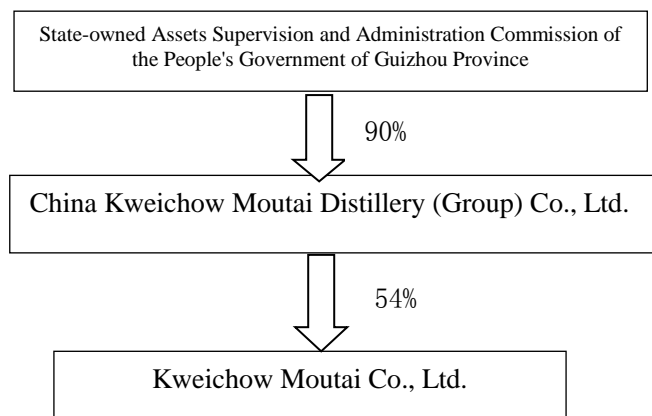 State-owned Assets Supervision and Administration Commission of
the People's Government of Guizhou Province
90%
China Kweichow Moutai Distillery (Group) Co., Ltd.
54%
Kweichow Moutai Co., Ltd.